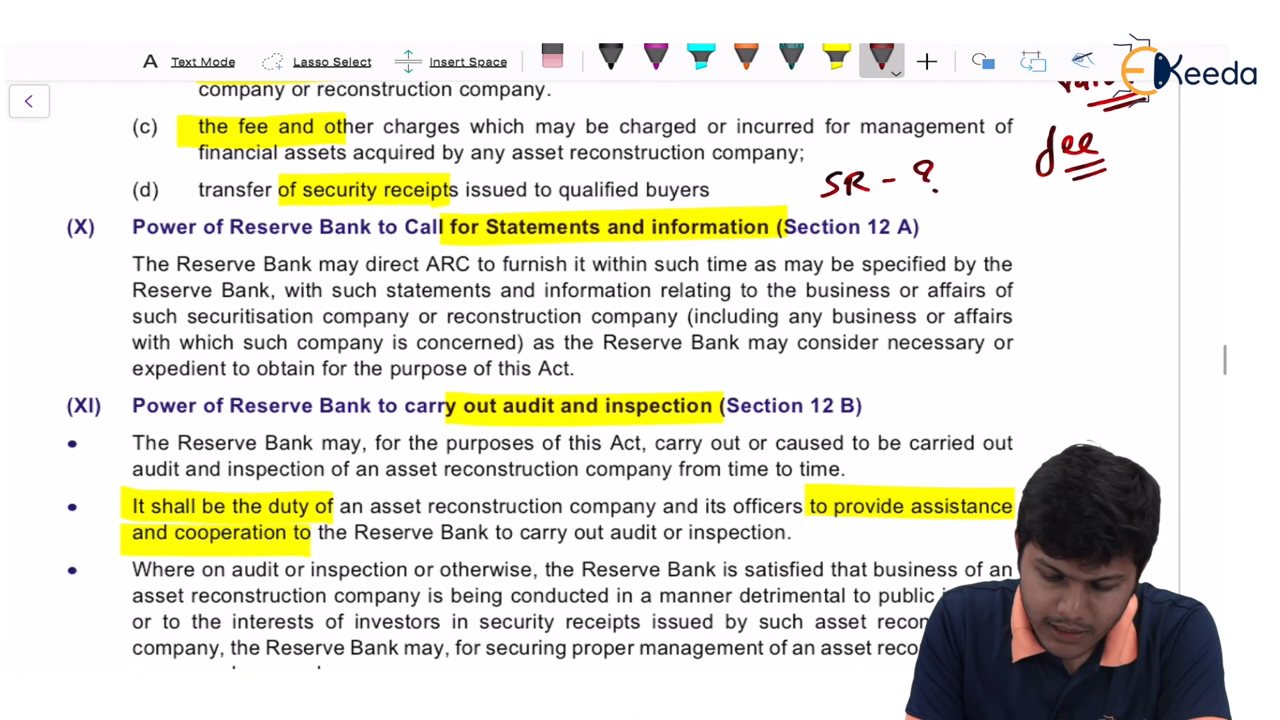 A Text Mode Lasso Select Insert Space
Keeda
company or reconstruction company.
(c) the fee and other charges which may be charged or incurred for management of
financial assets acquired by any asset reconstruction company;
fee
(d) transfer of security receipts issued to qualified buyers
SR - ?
(X) Power of Reserve Bank to Call for Statements and information (Section 12 A)
The Reserve Bank may direct ARC to furnish it within such time as may be specified by the
Reserve Bank, with such statements and information relating to the business or affairs of
such securitisation company or reconstruction company (including any business or affairs
with which such company is concerned) as the Reserve Bank may consider necessary or
expedient to obtain for the purpose of this Act.
(XI) Power of Reserve Bank to carry out audit and inspection (Section 12 B)
• The Reserve Bank may, for the purposes of this Act, carry out or caused to be carried out
audit and inspection of an asset reconstruction company from time to time.
• It shall be the duty of an asset reconstruction company and its officers to provide assistance
and cooperation to the Reserve Bank to carry out audit or inspection.
• Where on audit or inspection or otherwise, the Reserve Bank is satisfied that business of an
asset reconstruction company is being conducted in a manner detrimental to public
or to the interests of investors in security receipts issued by such asset
company, the Reserve Bank may, for securing proper management of an asset